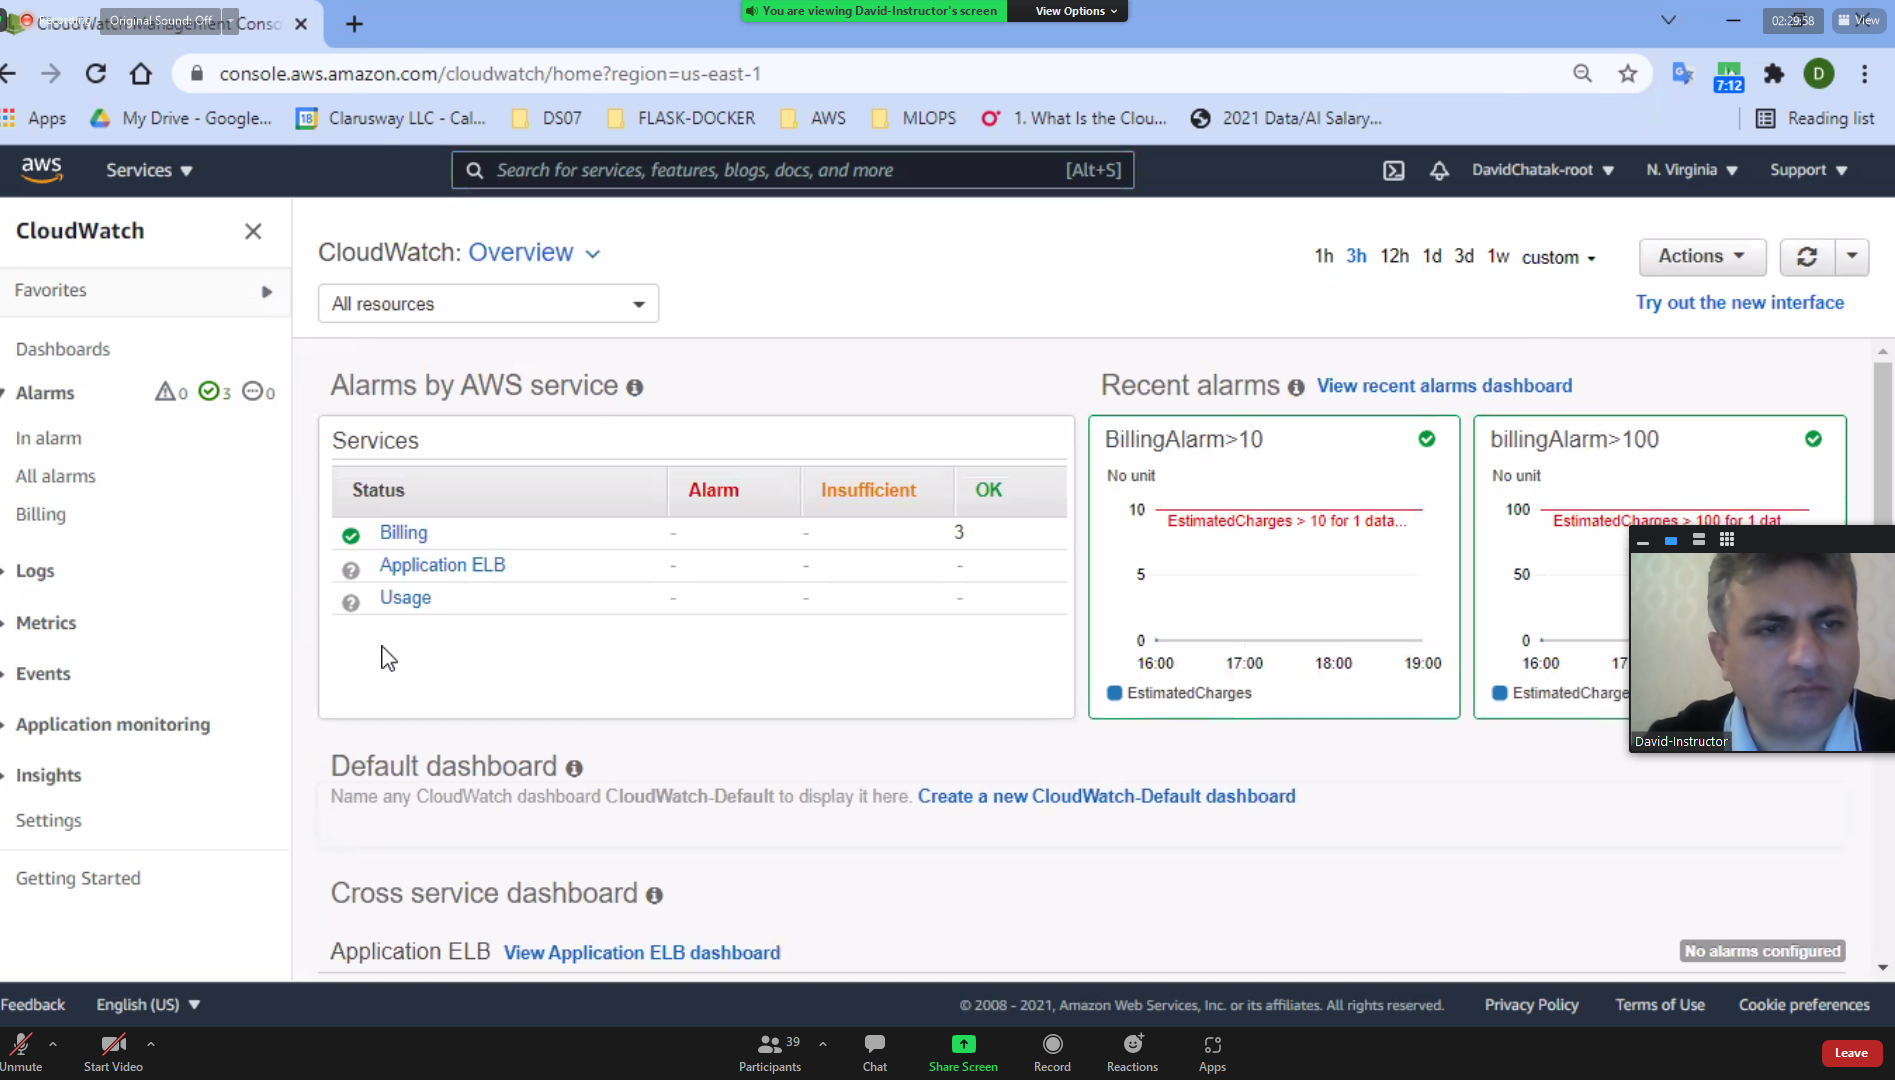 Recording
Original Sound: Off
CloudWatch Management Conso
You are viewing David-Instructor's screen
View Options
02:29:58
View
console.aws.amazon.com/cloudwatch/home?region=us-east-1
D
7:12
Apps
My Drive - Google...
18
Clarusway LLC - Cal...
DS07
FLASK-DOCKER
AWS
MLOPS
1. What Is the Clou...
2021 Data/AI Salary...
Reading list
aws
Services
Search for services, features, blogs, docs, and more
[Alt+S]
DavidChatak-root
N. Virginia
Support
CloudWatch
Favorites
Dashboards
Alarms
0
3
0
In alarm
All alarms
Billing
Logs
Metrics
Events
Application monitoring
Insights
Settings
Getting Started
CloudWatch: Overview
1h 3h 12h 1d 3d 1w custom
Actions
All resources
Try out the new interface
Alarms by AWS service
Services
Status Alarm Insufficient OK
Billing - - 3
Application ELB - - -
Usage - - -
Recent alarms View recent alarms dashboard
BillingAlarm>10
No unit
10
EstimatedCharges > 10 for 1 data...
5
0
16:00 17:00 18:00 19:00
EstimatedCharges
billingAlarm>100
No unit
100
EstimatedCharges > 100 for 1 dat
50
0
16:00 17
EstimatedCharge
David-Instructor
Default dashboard
Name any CloudWatch dashboard CloudWatch-Default to display it here. Create a new CloudWatch-Default dashboard
Cross service dashboard
Application ELB View Application ELB dashboard
No alarms configured
Feedback
English (US)
© 2008 - 2021, Amazon Web Services, Inc. or its affiliates. All rights reserved.
Privacy Policy
Terms of Use
Cookie preferences
Unmute
Start Video
39
Participants
Chat
Share Screen
Record
Reactions
Apps
Leave